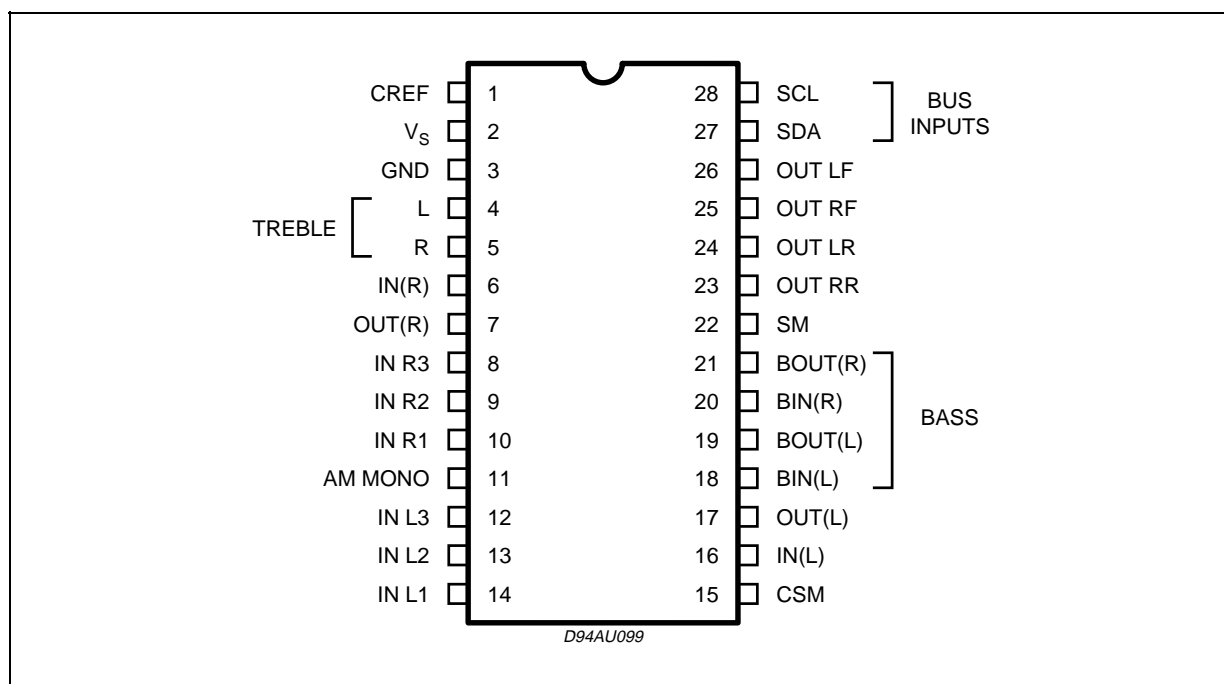 CREF 1 28 SCL
V_S 2 27 SDA
BUS
INPUTS
GND 3 26 OUT LF
L 4 25 OUT RF
TREBLE
R 5 24 OUT LR
IN(R) 6 23 OUT RR
OUT(R) 7 22 SM
IN R3 8 21 BOUT(R)
IN R2 9 20 BIN(R)
BASS
IN R1 10 19 BOUT(L)
AM MONO 11 18 BIN(L)
IN L3 12 17 OUT(L)
IN L2 13 16 IN(L)
IN L1 14 15 CSM
D94AU099